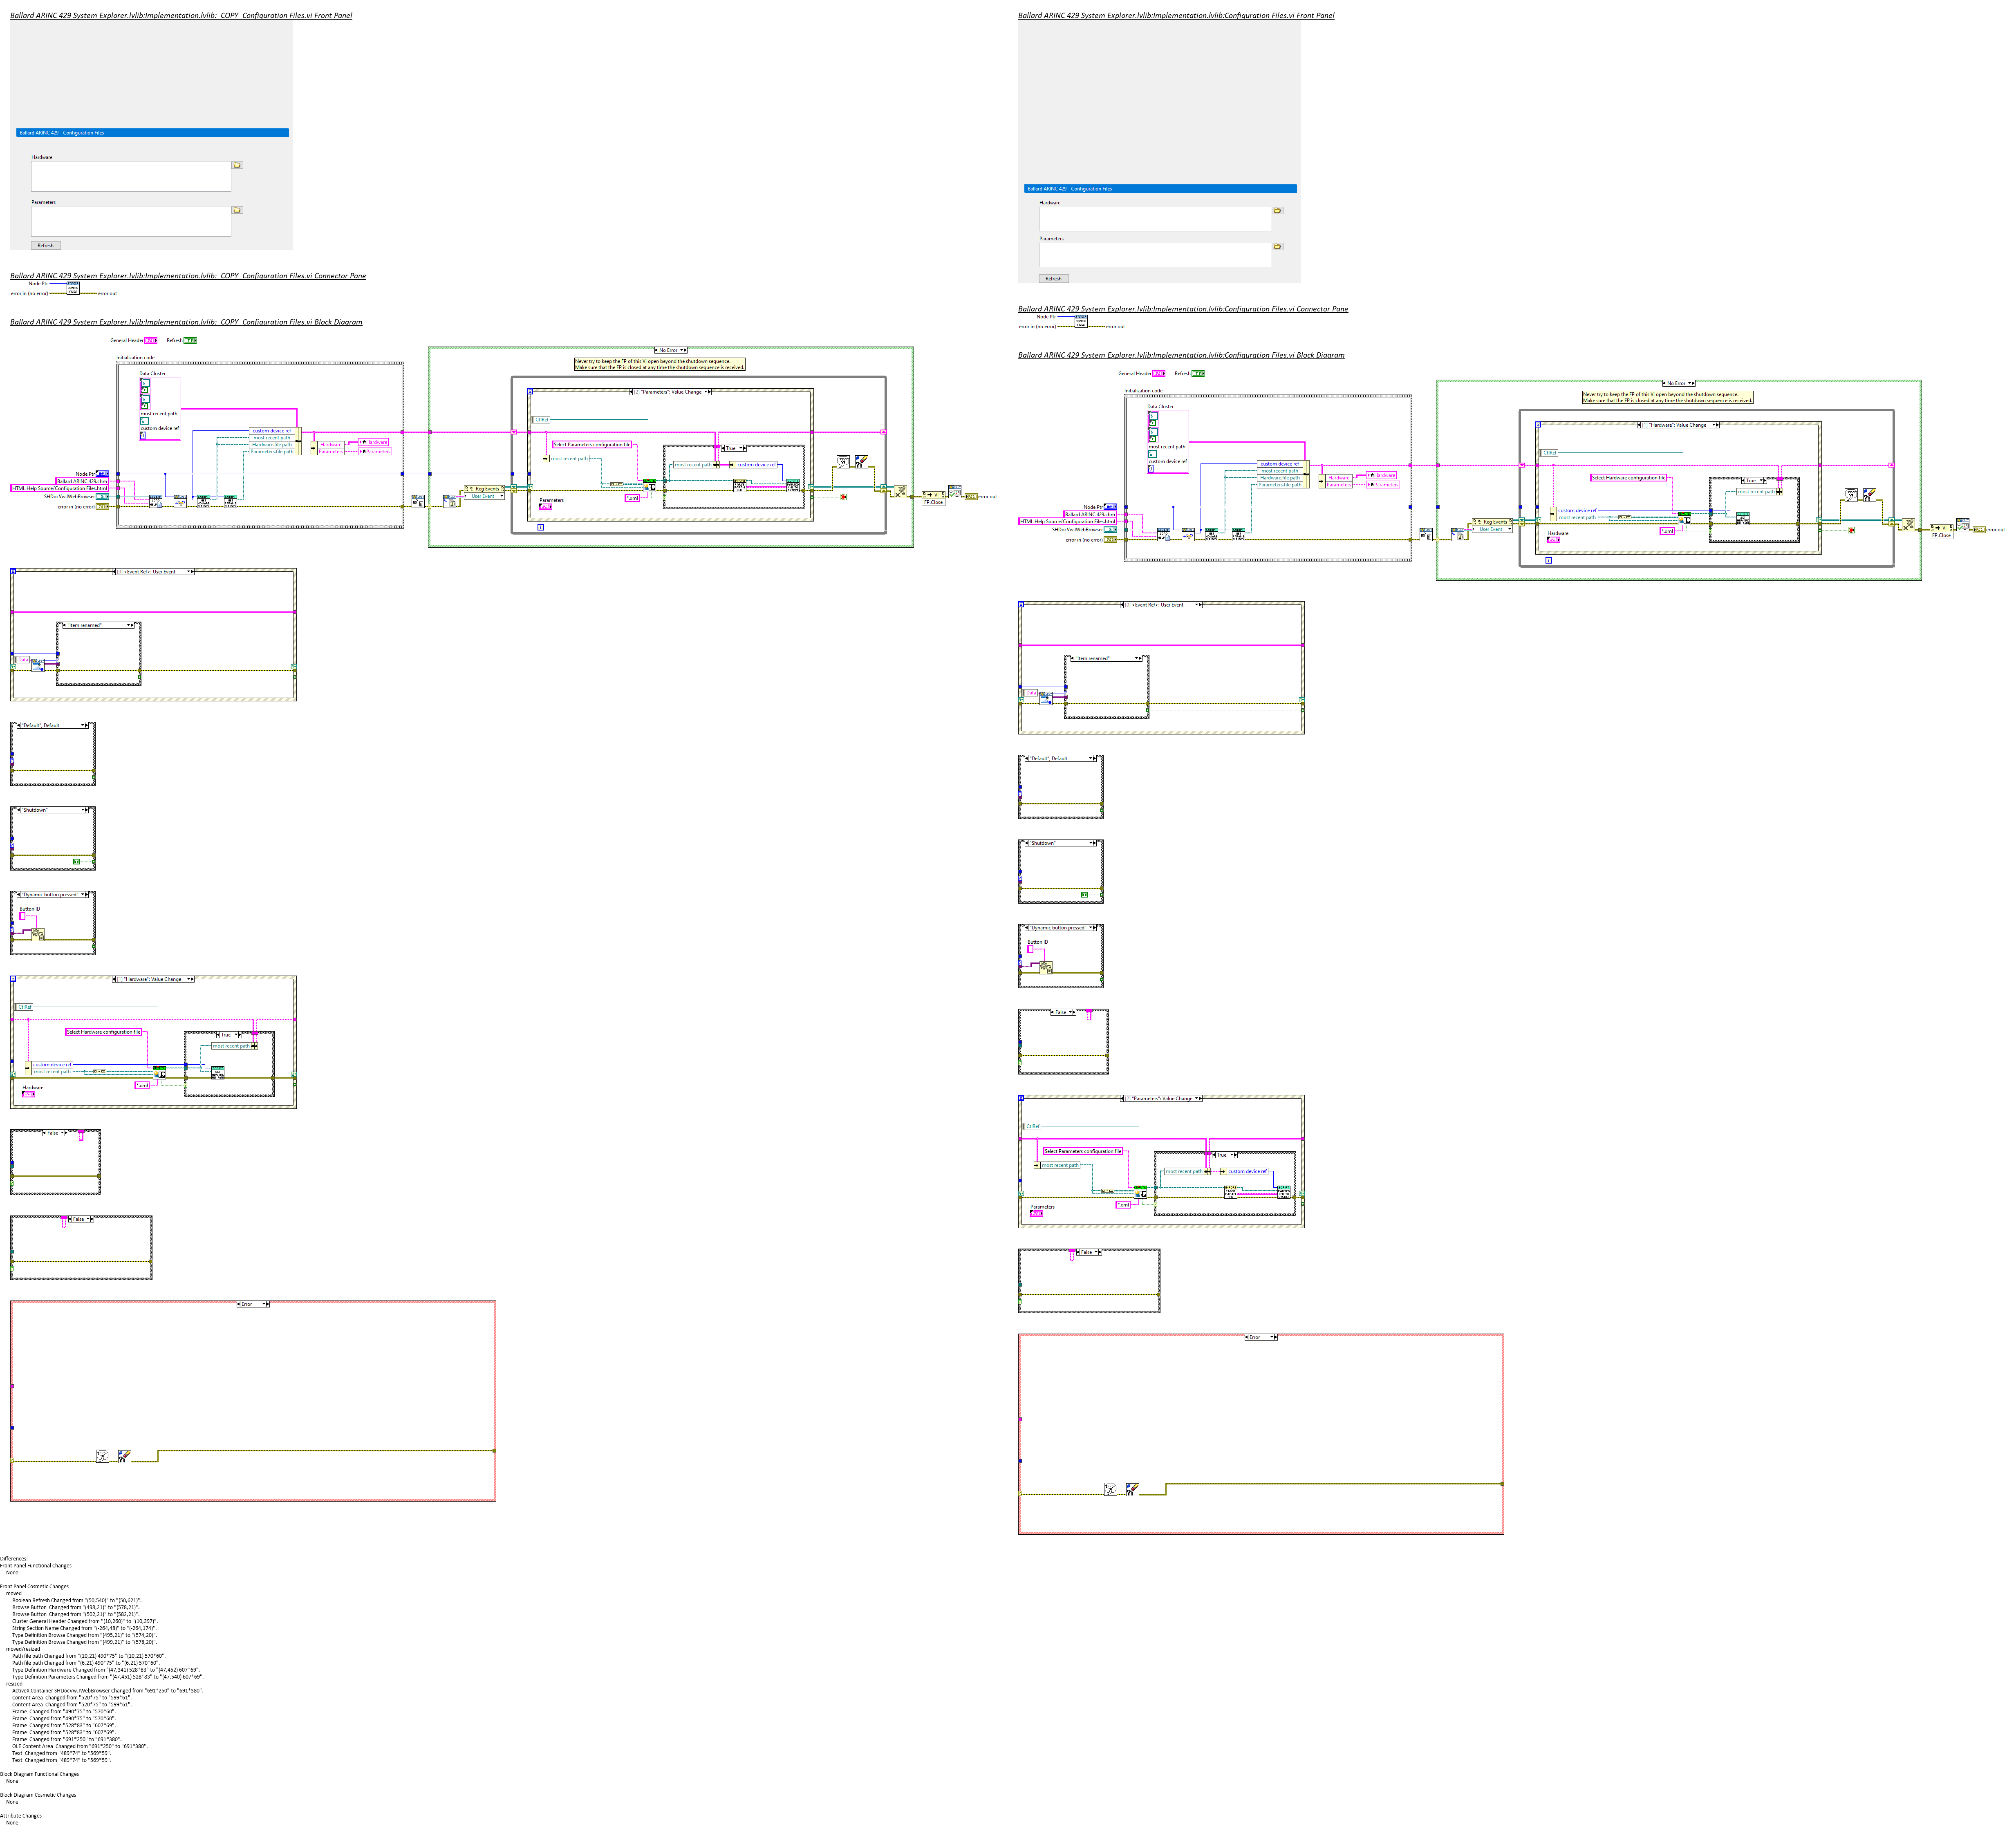 Ballard ARINC 429 System Explorer.lvlib:Implementation.lvlib:_COPY_Configuration Files.vi Front Panel
Ballard ARINC 429 - Configuration Files
Hardware
Parameters
Refresh
Ballard ARINC 429 System Explorer.lvlib:Implementation.lvlib:_COPY_Configuration Files.vi Connector Pane
Node Ptr
error in (no error)
error out
Ballard ARINC 429 System Explorer.lvlib:Implementation.lvlib:_COPY_Configuration Files.vi Block Diagram
General Header
Refresh
Initialization code
Data Cluster
most recent path
custom device ref
custom device ref
most recent path
Hardware.file path
Parameters.file path
Hardware
Parameters
Hardware
Parameters
Node Ptr
Ballard ARINC 429.chm
HTML Help Source/Configuration Files.html
SHDocVw.IWebBrowser
error in (no error)
No Error
Never try to keep the FP of this VI open beyond the shutdown sequence.
Make sure that the FP is closed at any time the shutdown sequence is received.
[2] "Parameters": Value Change
CtlRef
Select Parameters configuration file
most recent path
True
most recent path
custom device ref
*.xml
Parameters
Reg Events
User Event
VI
FP.Close
error out
[0] <Event Ref>: User Event
"Item renamed"
Data
"Default", Default
"Shutdown"
"Dynamic button pressed"
Button ID
[1] "Hardware": Value Change
CtlRef
Select Hardware configuration file
True
most recent path
custom device ref
most recent path
*.xml
Hardware
False
False
Error
Differences:
Front Panel Functional Changes
None
Front Panel Cosmetic Changes
moved
Boolean Refresh Changed from "(50,540)" to "(50,621)".
Browse Button  Changed from "(498,21)" to "(578,21)".
Browse Button  Changed from "(502,21)" to "(582,21)".
Cluster General Header Changed from "(10,260)" to "(10,397)".
String Section Name Changed from "(-264,48)" to "(-264,174)".
Type Definition Browse Changed from "(495,21)" to "(574,20)".
Type Definition Browse Changed from "(499,21)" to "(578,20)".
moved/resized
Path file path Changed from "(10,21) 490*75" to "(10,21) 570*60".
Path file path Changed from "(6,21) 490*75" to "(6,21) 570*60".
Type Definition Hardware Changed from "(47,341) 528*83" to "(47,452) 607*69".
Type Definition Parameters Changed from "(47,451) 528*83" to "(47,540) 607*69".
resized
ActiveX Container SHDocVw.IWebBrowser Changed from "691*250" to "691*380".
Content Area  Changed from "520*75" to "599*61".
Content Area  Changed from "520*75" to "599*61".
Frame  Changed from "490*75" to "570*60".
Frame  Changed from "490*75" to "570*60".
Frame  Changed from "528*83" to "607*69".
Frame  Changed from "528*83" to "607*69".
Frame  Changed from "691*250" to "691*380".
OLE Content Area  Changed from "691*250" to "691*380".
Text  Changed from "489*74" to "569*59".
Text  Changed from "489*74" to "569*59".
Block Diagram Functional Changes
None
Block Diagram Cosmetic Changes
None
Attribute Changes
None
Ballard ARINC 429 System Explorer.lvlib:Implementation.lvlib:Configuration Files.vi Front Panel
Ballard ARINC 429 - Configuration Files
Hardware
Parameters
Refresh
Ballard ARINC 429 System Explorer.lvlib:Implementation.lvlib:Configuration Files.vi Connector Pane
Node Ptr
error in (no error)
error out
Ballard ARINC 429 System Explorer.lvlib:Implementation.lvlib:Configuration Files.vi Block Diagram
General Header
Refresh
Initialization code
Data Cluster
most recent path
custom device ref
custom device ref
most recent path
Hardware.file path
Parameters.file path
Hardware
Parameters
Hardware
Parameters
Node Ptr
Ballard ARINC 429.chm
HTML Help Source/Configuration Files.html
SHDocVw.IWebBrowser
error in (no error)
No Error
Never try to keep the FP of this VI open beyond the shutdown sequence.
Make sure that the FP is closed at any time the shutdown sequence is received.
[1] "Hardware": Value Change
CtlRef
Select Hardware configuration file
True
most recent path
custom device ref
most recent path
*.xml
Hardware
Reg Events
User Event
VI
FP.Close
error out
[0] <Event Ref>: User Event
"Item renamed"
Data
"Default", Default
"Shutdown"
"Dynamic button pressed"
Button ID
False
[2] "Parameters": Value Change
CtlRef
Select Parameters configuration file
most recent path
True
most recent path
custom device ref
*.xml
Parameters
False
Error